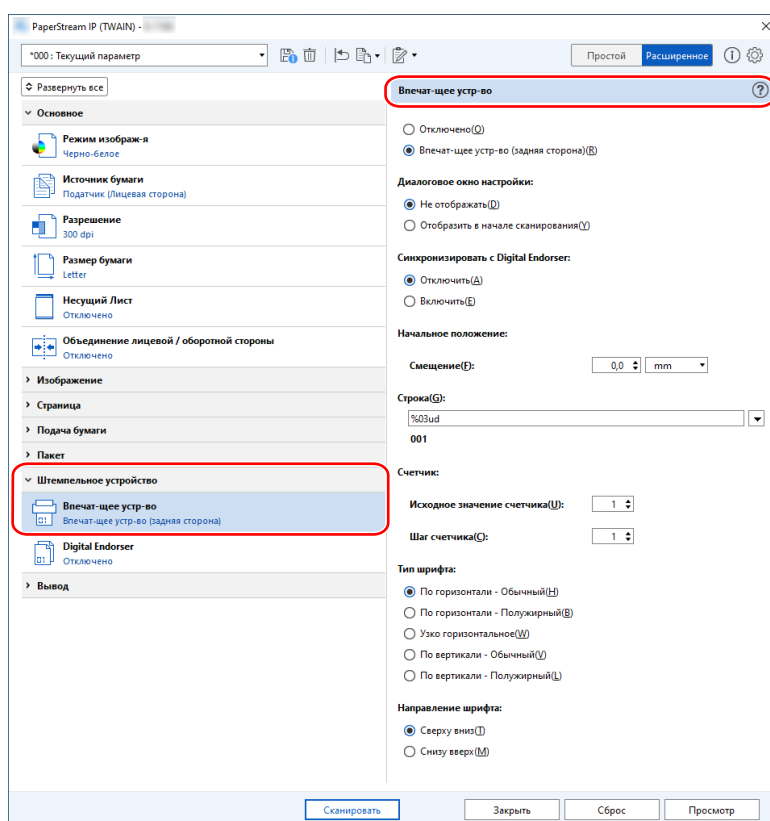 PaperStream IP (TWAIN) -
*000 : Текущий параметр
Простой
Расширенное
Развернуть все
Основное
Режим изображ-я
Черно-белое
Источник бумаги
Податчик (Лицевая сторона)
Разрешение
300 dpi
Размер бумаги
Letter
Несущий Лист
Отключено
Объединение лицевой / оборотной стороны
Отключено
Изображение
Страница
Подача бумаги
Пакет
Штемпельное устройство
Впечат-щее устр-во
Впечат-щее устр-во (задняя сторона)
Digital Endorser
Отключено
Вывод
Впечат-щее устр-во
Отключено(O)
Впечат-щее устр-во (задняя сторона)(R)
Диалоговое окно настройки:
Не отображать(D)
Отобразить в начале сканирования(Y)
Синхронизировать с Digital Endorser:
Отключить(A)
Включить(E)
Начальное положение:
Смещение(F): 0,0 mm
Строка(G):
%03ud
001
Счетчик:
Исходное значение счетчика(U): 1
Шаг счетчика(C): 1
Тип шрифта:
По горизонтали - Обычный(H)
По горизонтали - Полужирный(B)
Узко горизонтальное(W)
По вертикали - Обычный(V)
По вертикали - Полужирный(L)
Направление шрифта:
Сверху вниз(T)
Снизу вверх(M)
Сканировать
Закрыть
Сброс
Просмотр